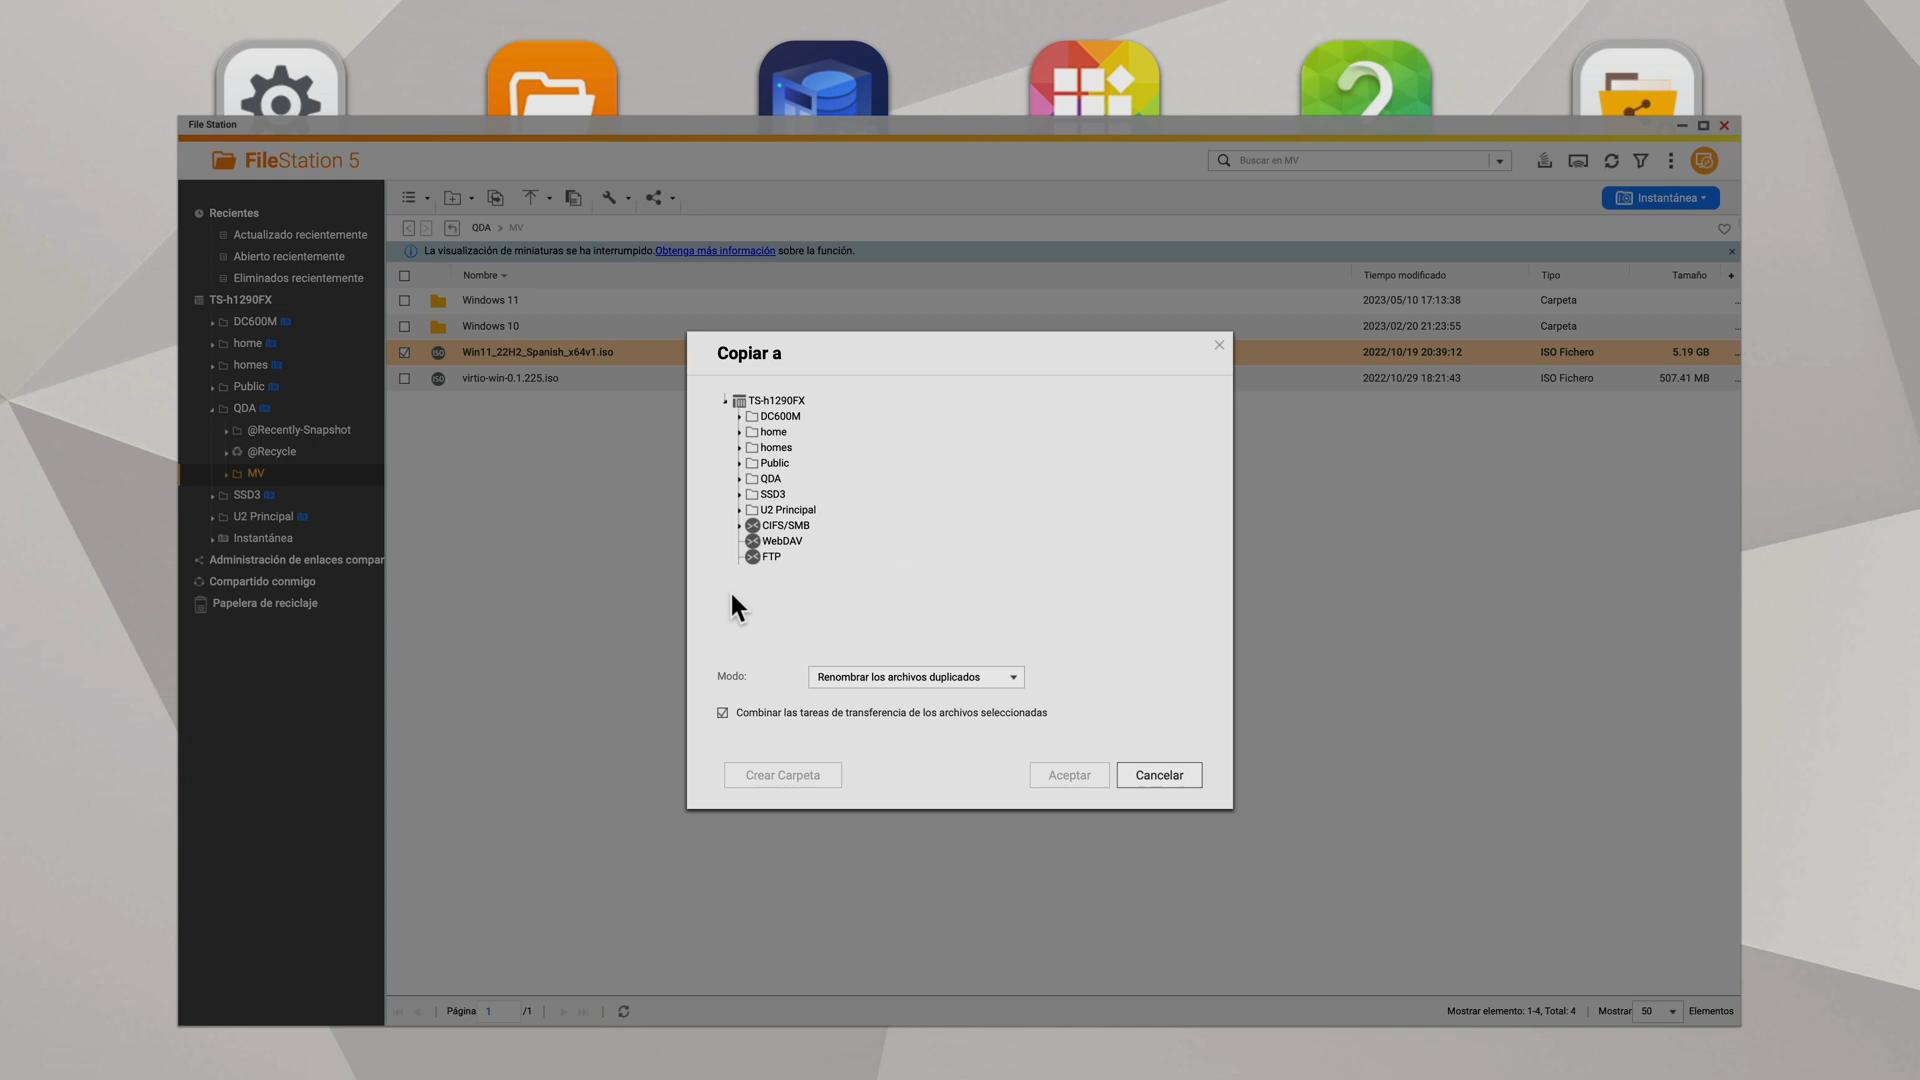 File Station
FileStation 5
Buscar en MV
Recientes
Actualizado recientemente
Abierto recientemente
Eliminados recientemente
TS-h1290FX
DC600M
home
homes
Public
QDA
@Recently-Snapshot
@Recycle
MV
SSD3
U2 Principal
Instantánea
Administración de enlaces compar
Compartido conmigo
Papelera de reciclaje
Instantánea
QDA > MV
La visualización de miniaturas se ha interrumpido.Obtenga más información sobre la función.
Nombre Tiempo modificado Tipo Tamaño
Windows 11 2023/05/10 17:13:38 Carpeta ...
Windows 10 2023/02/20 21:23:55 Carpeta ...
ISO Win11_22H2_Spanish_x64v1.iso 2022/10/19 20:39:12 ISO Fichero 5.19 GB ...
ISO virtio-win-0.1.225.iso 2022/10/29 18:21:43 ISO Fichero 507.41 MB ...
Copiar a
TS-h1290FX
DC600M
home
homes
Public
QDA
SSD3
U2 Principal
CIFS/SMB
WebDAV
FTP
Modo: Renombrar los archivos duplicados
Combinar las tareas de transferencia de los archivos seleccionadas
Crear Carpeta Aceptar Cancelar
Página 1 /1 Mostrar elemento: 1-4, Total: 4 Mostrar 50 Elementos